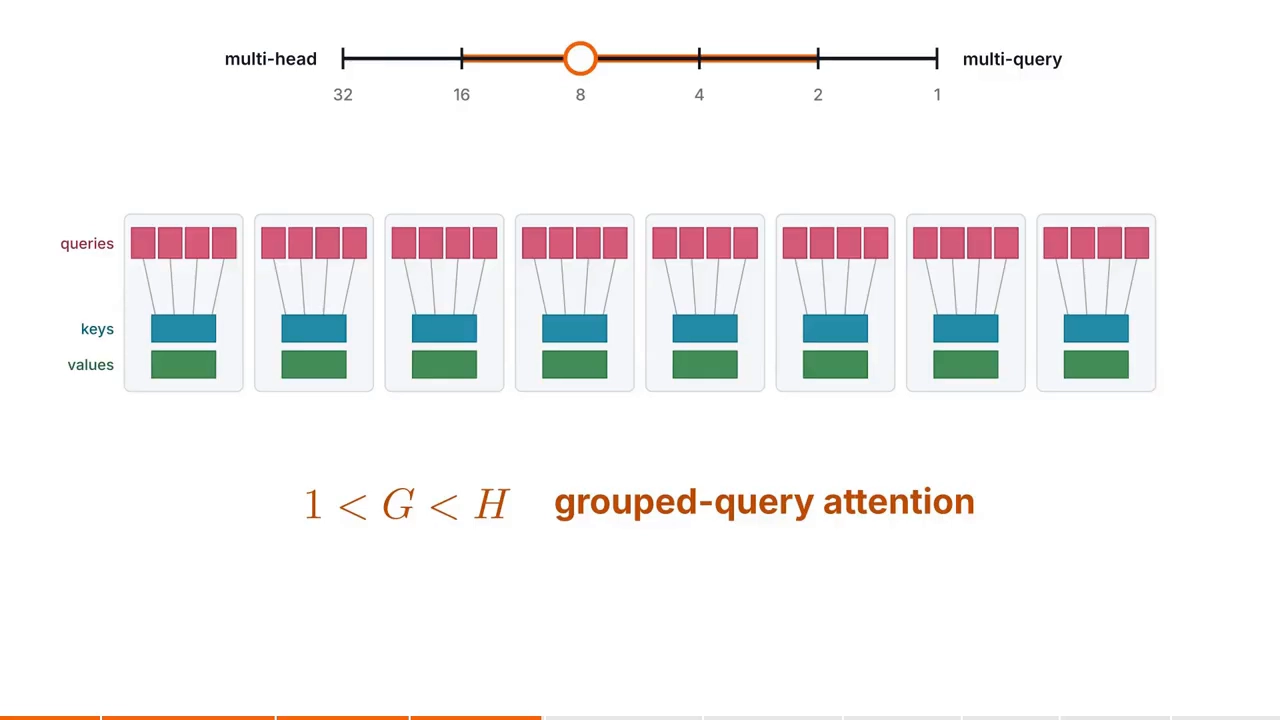 multi-head multi-query
32 16 8 4 2 1
queries
keys
values
1 < G < H grouped-query attention